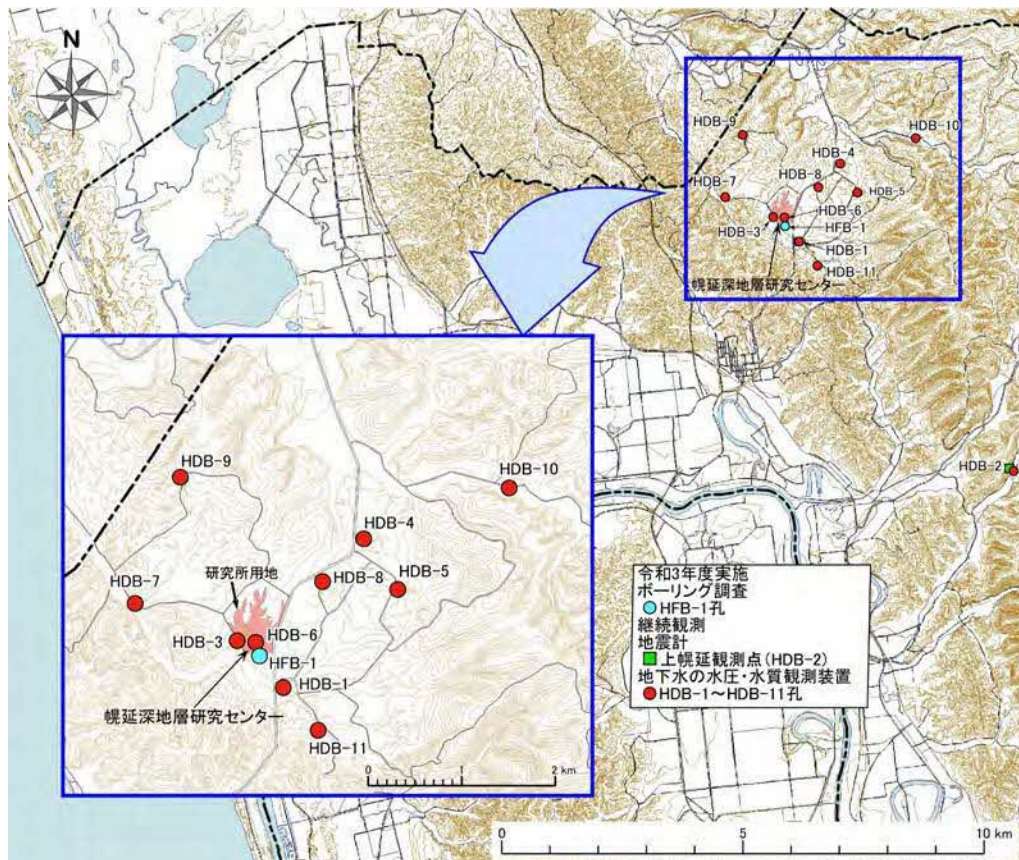 N
HDB-9
HDB-10
HDB-4
HDB-8
HDB-7
HDB-5
HDB-6
HDB-3
HFB-1
HDB-1
HDB-11
幌延深地層研究センター
HDB-2
HDB-9
HDB-10
HDB-4
研究所用地
HDB-8
HDB-5
HDB-7
HDB-3
HDB-6
HFB-1
HDB-1
幌延深地層研究センター
HDB-11
0 1 2 km
令和3年度実施
ボーリング調査
HFB-1孔
継続観測
地震計
上幌延観測点(HDB-2)
地下水の水圧・水質観測装置
HDB-1～HDB-11孔
0 5 10 km